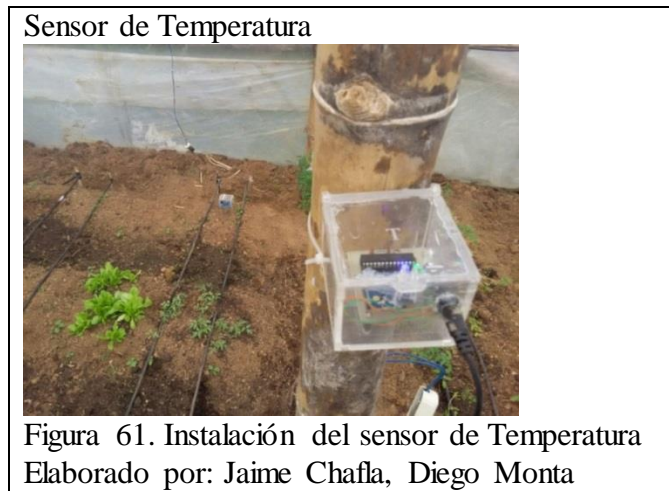 Sensor de Temperatura
T
Figura 61. Instalación del sensor de Temperatura
Elaborado por: Jaime Chafla, Diego Monta